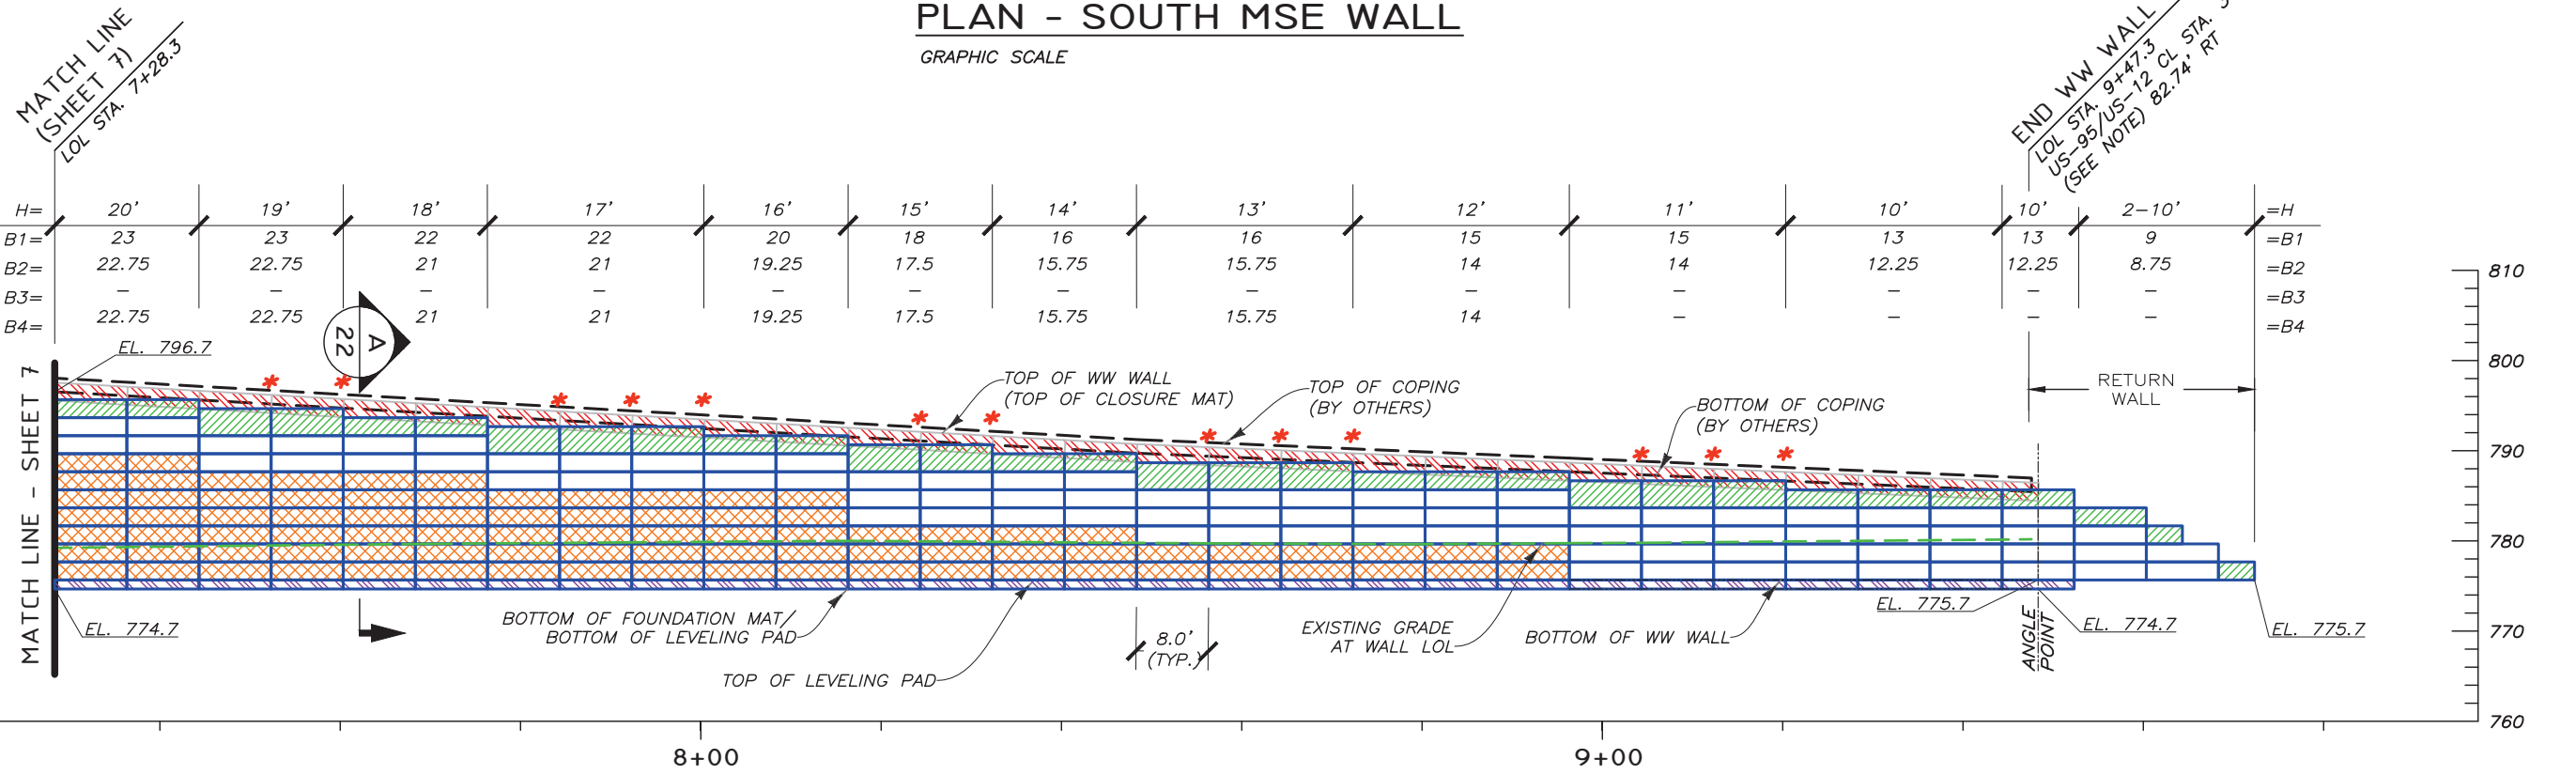 PLAN - SOUTH MSE WALL
GRAPHIC SCALE
MATCH LINE
(SHEET 7)
LOL STA. 7+28.3
END WW WALL
LOL STA. 9+47.3
US-95/US-12 CL STA.
(SEE NOTE) 82.74' RT
H= 20' 19' 18' 17' 16' 15' 14' 13' 12' 11' 10' 10' 2-10' =H
B1= 23 23 22 22 20 18 16 16 15 15 13 13 9 =B1
B2= 22.75 22.75 21 21 19.25 17.5 15.75 15.75 14 14 12.25 12.25 8.75 =B2
B3= - - - - - - - - - - - - - =B3
B4= 22.75 22.75 21 21 19.25 17.5 15.75 15.75 14 - - - - =B4
810
800
790
780
770
760
EL. 796.7
A
22
* * * * * * * * * * * * *
TOP OF WW WALL
(TOP OF CLOSURE MAT)
TOP OF COPING
(BY OTHERS)
BOTTOM OF COPING
(BY OTHERS)
RETURN
WALL
MATCH LINE - SHEET 7
EL. 774.7
BOTTOM OF FOUNDATION MAT/
BOTTOM OF LEVELING PAD
TOP OF LEVELING PAD
8.0'
(TYP.)
EXISTING GRADE
AT WALL LOL
BOTTOM OF WW WALL
EL. 775.7
ANGLE
POINT
EL. 774.7
EL. 775.7
8+00
9+00